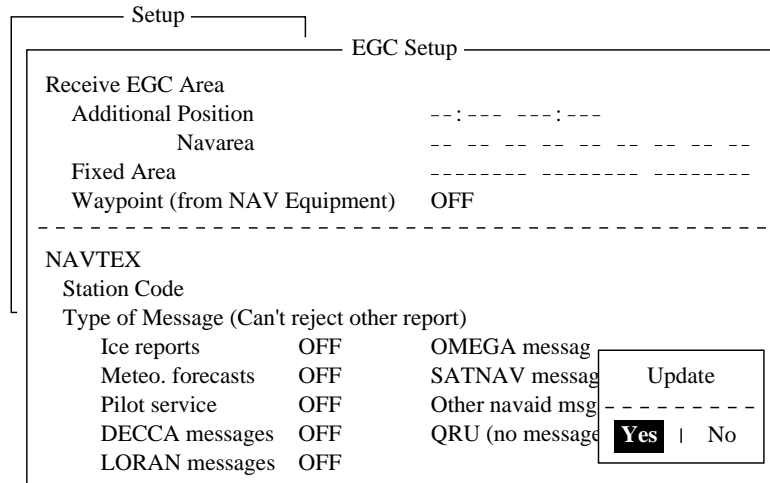 Setup
EGC Setup
Receive EGC Area
Additional Position --:--- ---:---
Navarea -- -- -- -- -- -- -- --
Fixed Area -------- -------- --------
Waypoint (from NAV Equipment) OFF
NAVTEX
Station Code
Type of Message (Can't reject other report)
Ice reports OFF OMEGA messag
Meteo. forecasts OFF SATNAV messag
Pilot service OFF Other navaid msg
DECCA messages OFF QRU (no message
LORAN messages OFF
Update
Yes | No